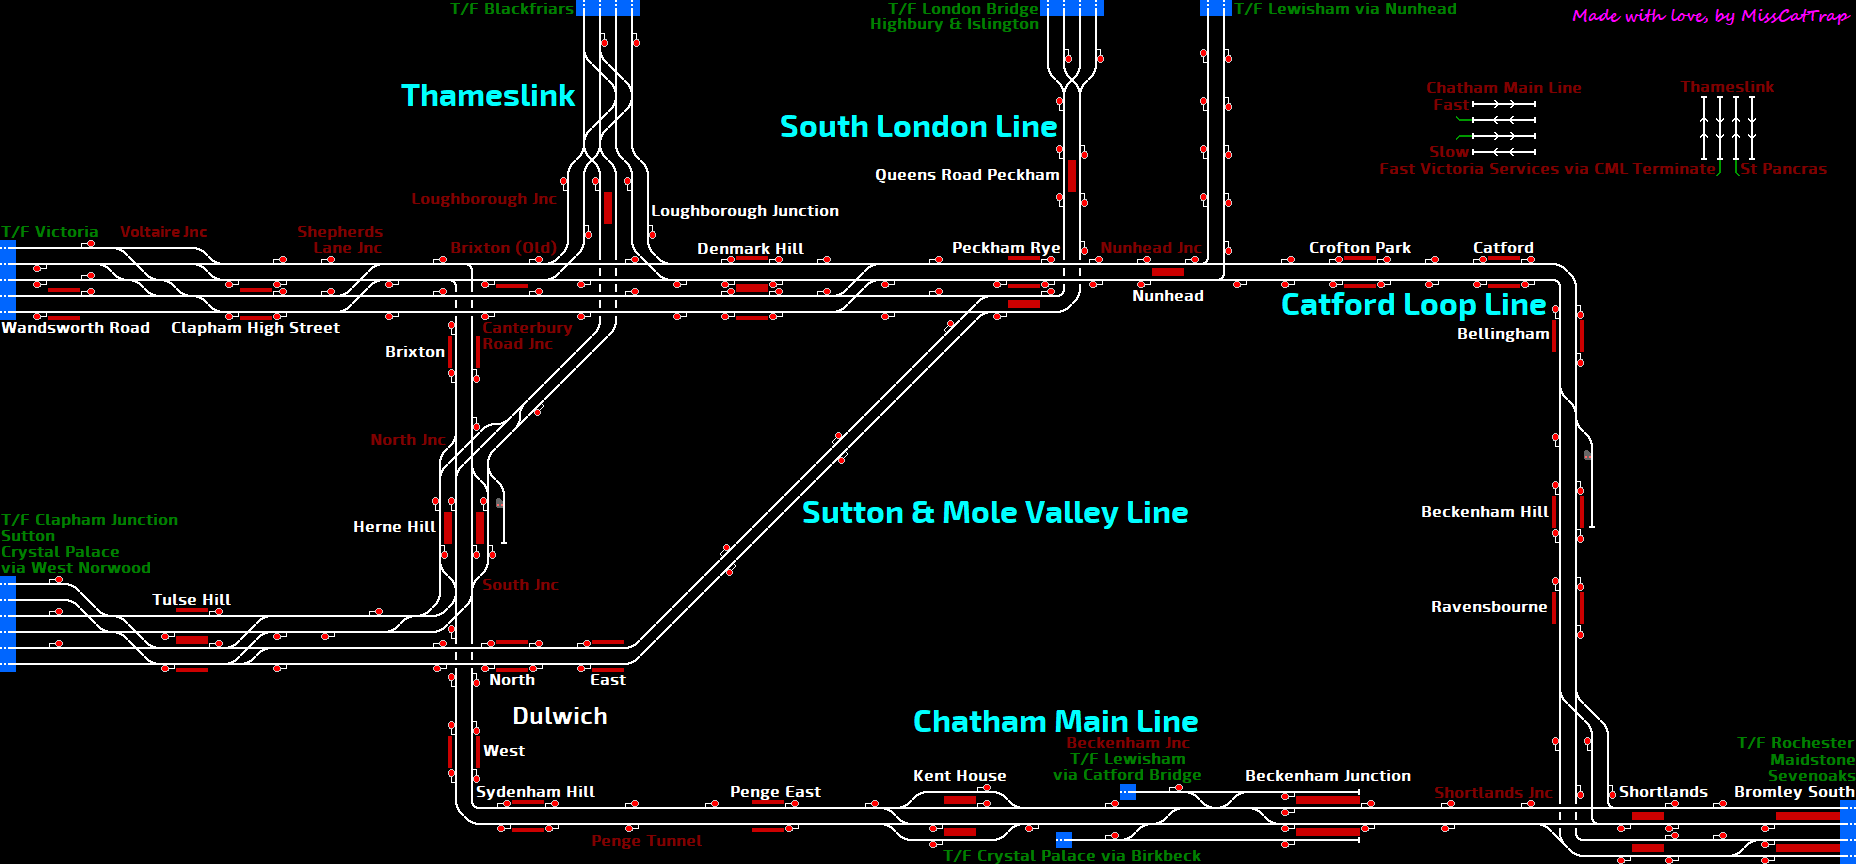 T/F Blackfriars
T/F London Bridge
Highbury & Islington
T/F Lewisham via Nunhead
Made with love, by MissCatTrap
Thameslink
South London Line
Chatham Main Line
Fast
Slow
Thameslink
Fast Victoria Services via CML Terminate
St Pancras
Queens Road Peckham
Loughborough Jnc
Loughborough Junction
T/F Victoria
Voltaire Jnc
Shepherds
Lane Jnc
Brixton (Old)
Denmark Hill
Peckham Rye
Nunhead Jnc
Crofton Park
Catford
Nunhead
Catford Loop Line
Wandsworth Road
Clapham High Street
Canterbury
Road Jnc
Brixton
Bellingham
North Jnc
Herne Hill
Sutton & Mole Valley Line
Beckenham Hill
T/F Clapham Junction
Sutton
Crystal Palace
via West Norwood
South Jnc
Tulse Hill
Ravensbourne
North
East
Dulwich
West
Chatham Main Line
Beckenham Jnc
T/F Lewisham
via Catford Bridge
T/F Rochester
Maidstone
Sevenoaks
Kent House
Beckenham Junction
Sydenham Hill
Penge East
Shortlands Jnc
Shortlands
Bromley South
Penge Tunnel
T/F Crystal Palace via Birkbeck